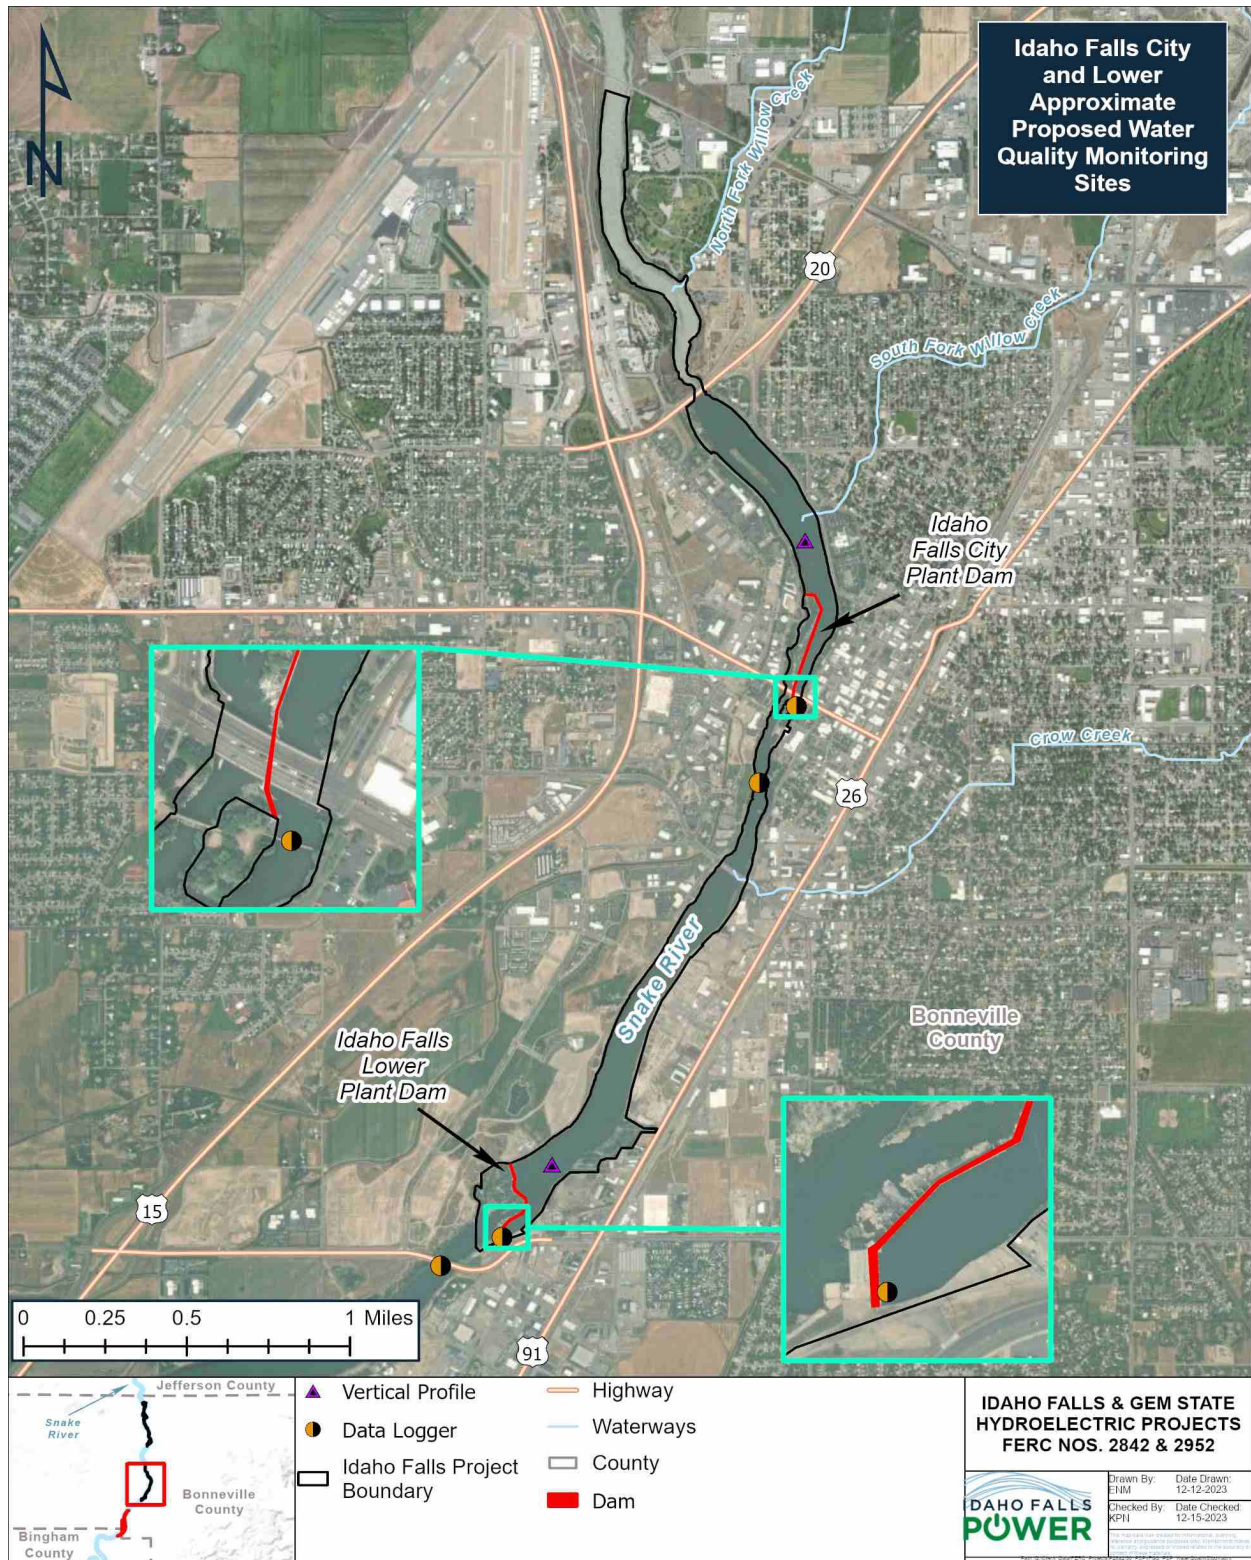 Idaho Falls City
and Lower
Approximate
Proposed Water
Quality Monitoring
Sites
N
North Fork Willow Creek
20
South Fork Willow Creek
Idaho
Falls City
Plant Dam
Crow Creek
26
Snake River
Bonneville
County
Idaho Falls
Lower
Plant Dam
15
0 0.25 0.5 1 Miles
91
Jefferson County
Snake
River
Bonneville
County
Bingham
County
Vertical Profile
Data Logger
Idaho Falls Project
Boundary
Highway
Waterways
County
Dam
IDAHO FALLS & GEM STATE
HYDROELECTRIC PROJECTS
FERC NOS. 2842 & 2952
IDAHO FALLS
POWER
Drawn By: Date Drawn:
ENM 12-12-2023
Checked By: Date Checked:
KPN 12-15-2023